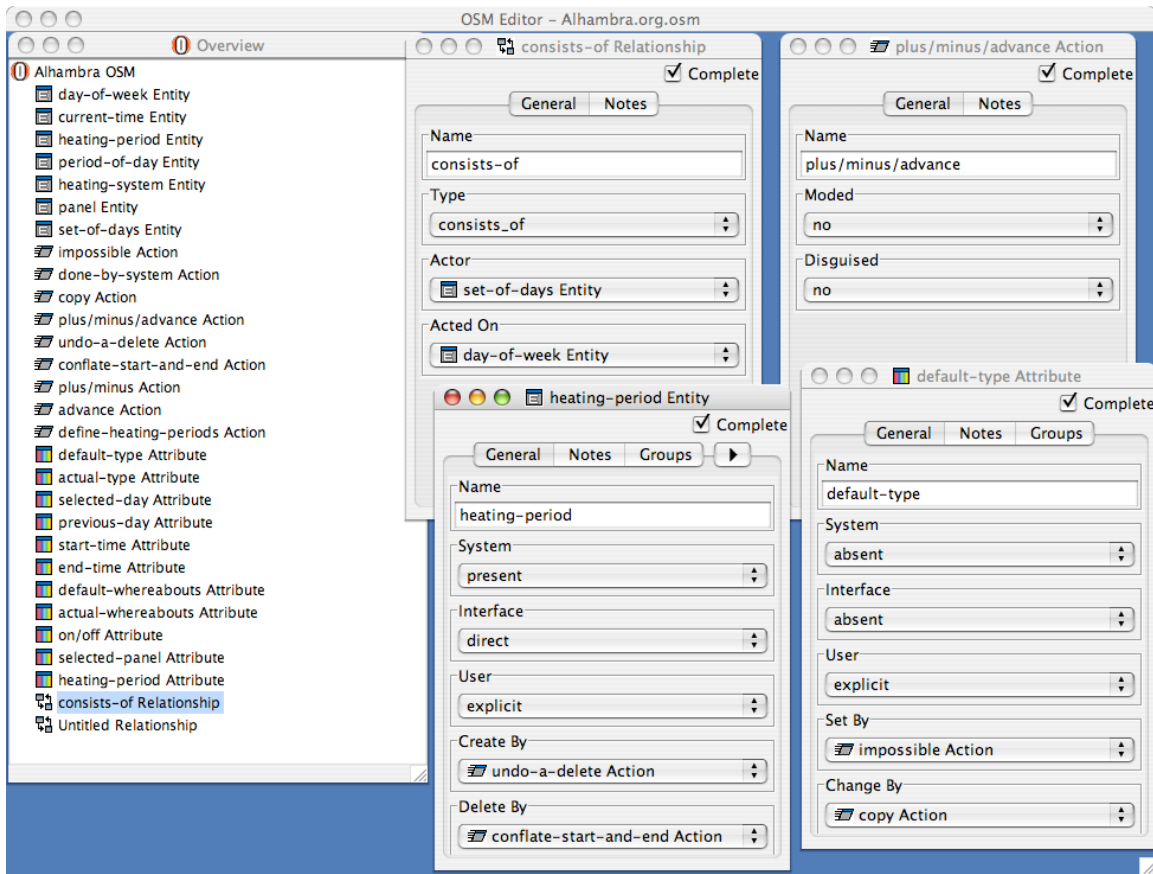 OSM Editor – Alhambra.org.osm
Overview
Alhambra OSM
day-of-week Entity
current-time Entity
heating-period Entity
period-of-day Entity
heating-system Entity
panel Entity
set-of-days Entity
impossible Action
done-by-system Action
copy Action
plus/minus/advance Action
undo-a-delete Action
conflate-start-and-end Action
plus/minus Action
advance Action
define-heating-periods Action
default-type Attribute
actual-type Attribute
selected-day Attribute
previous-day Attribute
start-time Attribute
end-time Attribute
default-whereabouts Attribute
actual-whereabouts Attribute
on/off Attribute
selected-panel Attribute
heating-period Attribute
consists-of Relationship
Untitled Relationship
consists-of Relationship
Complete
General Notes
Name
consists-of
Type
consists_of
Actor
set-of-days Entity
Acted On
day-of-week Entity
plus/minus/advance Action
Complete
General Notes
Name
plus/minus/advance
Moded
no
Disguised
no
heating-period Entity
Complete
General Notes Groups
Name
heating-period
System
present
Interface
direct
User
explicit
Create By
undo-a-delete Action
Delete By
conflate-start-and-end Action
default-type Attribute
Complete
General Notes Groups
Name
default-type
System
absent
Interface
absent
User
explicit
Set By
impossible Action
Change By
copy Action